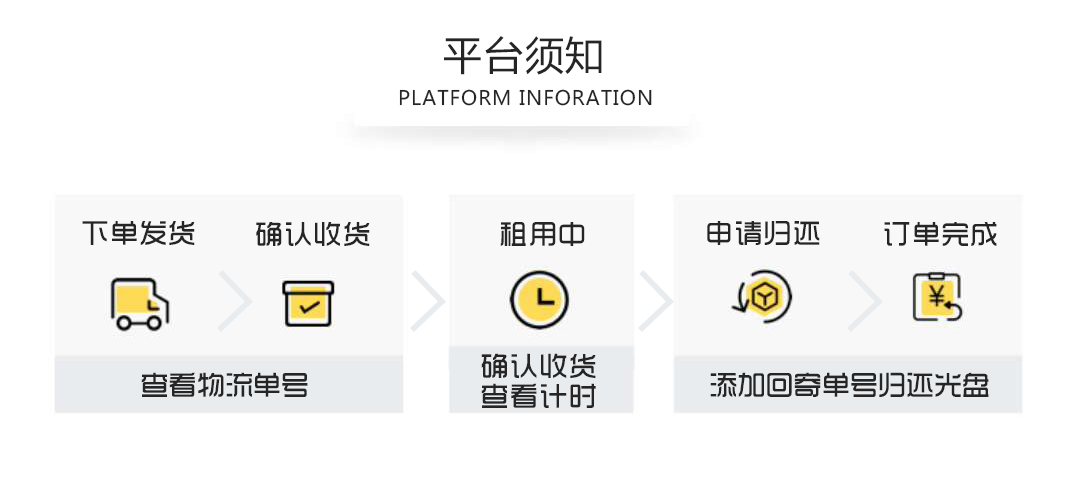 平台须知
PLATFORM INFORATION
下单发货
确认收货
租用中
申请归还
订单完成
查看物流单号
确认收货
查看计时
添加回寄单号归还光盘